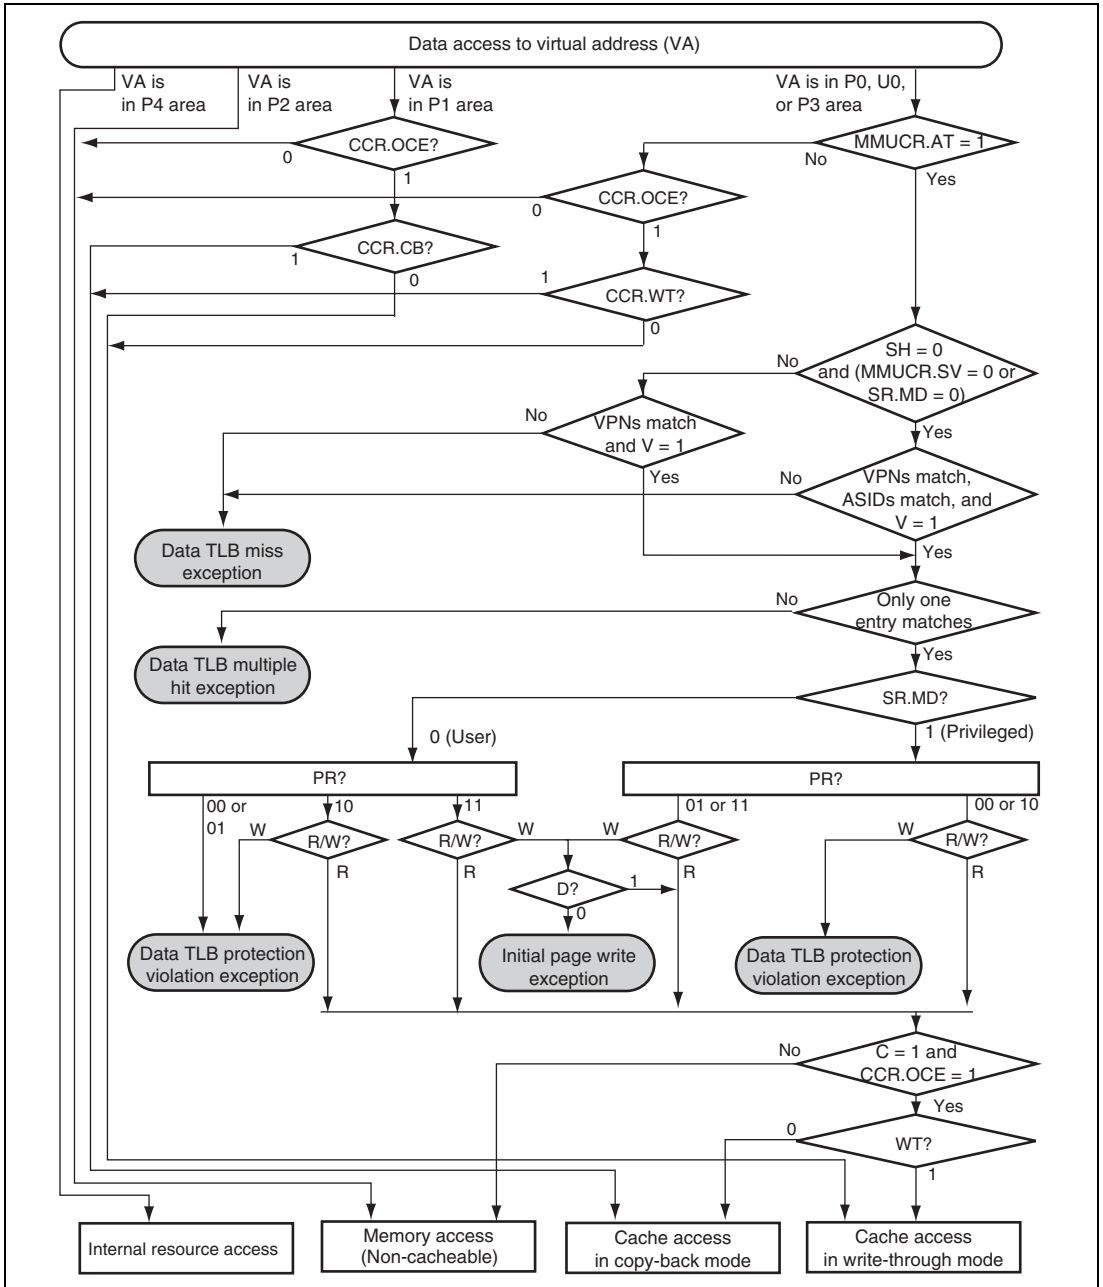 Data access to virtual address (VA)
VA is
in P4 area
VA is
in P2 area
VA is
in P1 area
VA is in P0, U0,
or P3 area
CCR.OCE?
0
1
MMUCR.AT = 1
No
Yes
CCR.OCE?
0
1
CCR.CB?
1
0
CCR.WT?
1
0
SH = 0
and (MMUCR.SV = 0 or
SR.MD = 0)
No
Yes
VPNs match
and V = 1
No
Yes
VPNs match,
ASIDs match, and
V = 1
No
Yes
Data TLB miss
exception
Only one
entry matches
No
Yes
Data TLB multiple
hit exception
SR.MD?
0 (User)
1 (Privileged)
PR?
PR?
00 or
01
10
11
01 or 11
00 or 10
W
R/W?
R
R/W?
W
R
W
R/W?
R
W
R/W?
R
D?
1
0
Data TLB protection
violation exception
Initial page write
exception
Data TLB protection
violation exception
C = 1 and
CCR.OCE = 1
No
Yes
WT?
0
1
Internal resource access
Memory access
(Non-cacheable)
Cache access
in copy-back mode
Cache access
in write-through mode